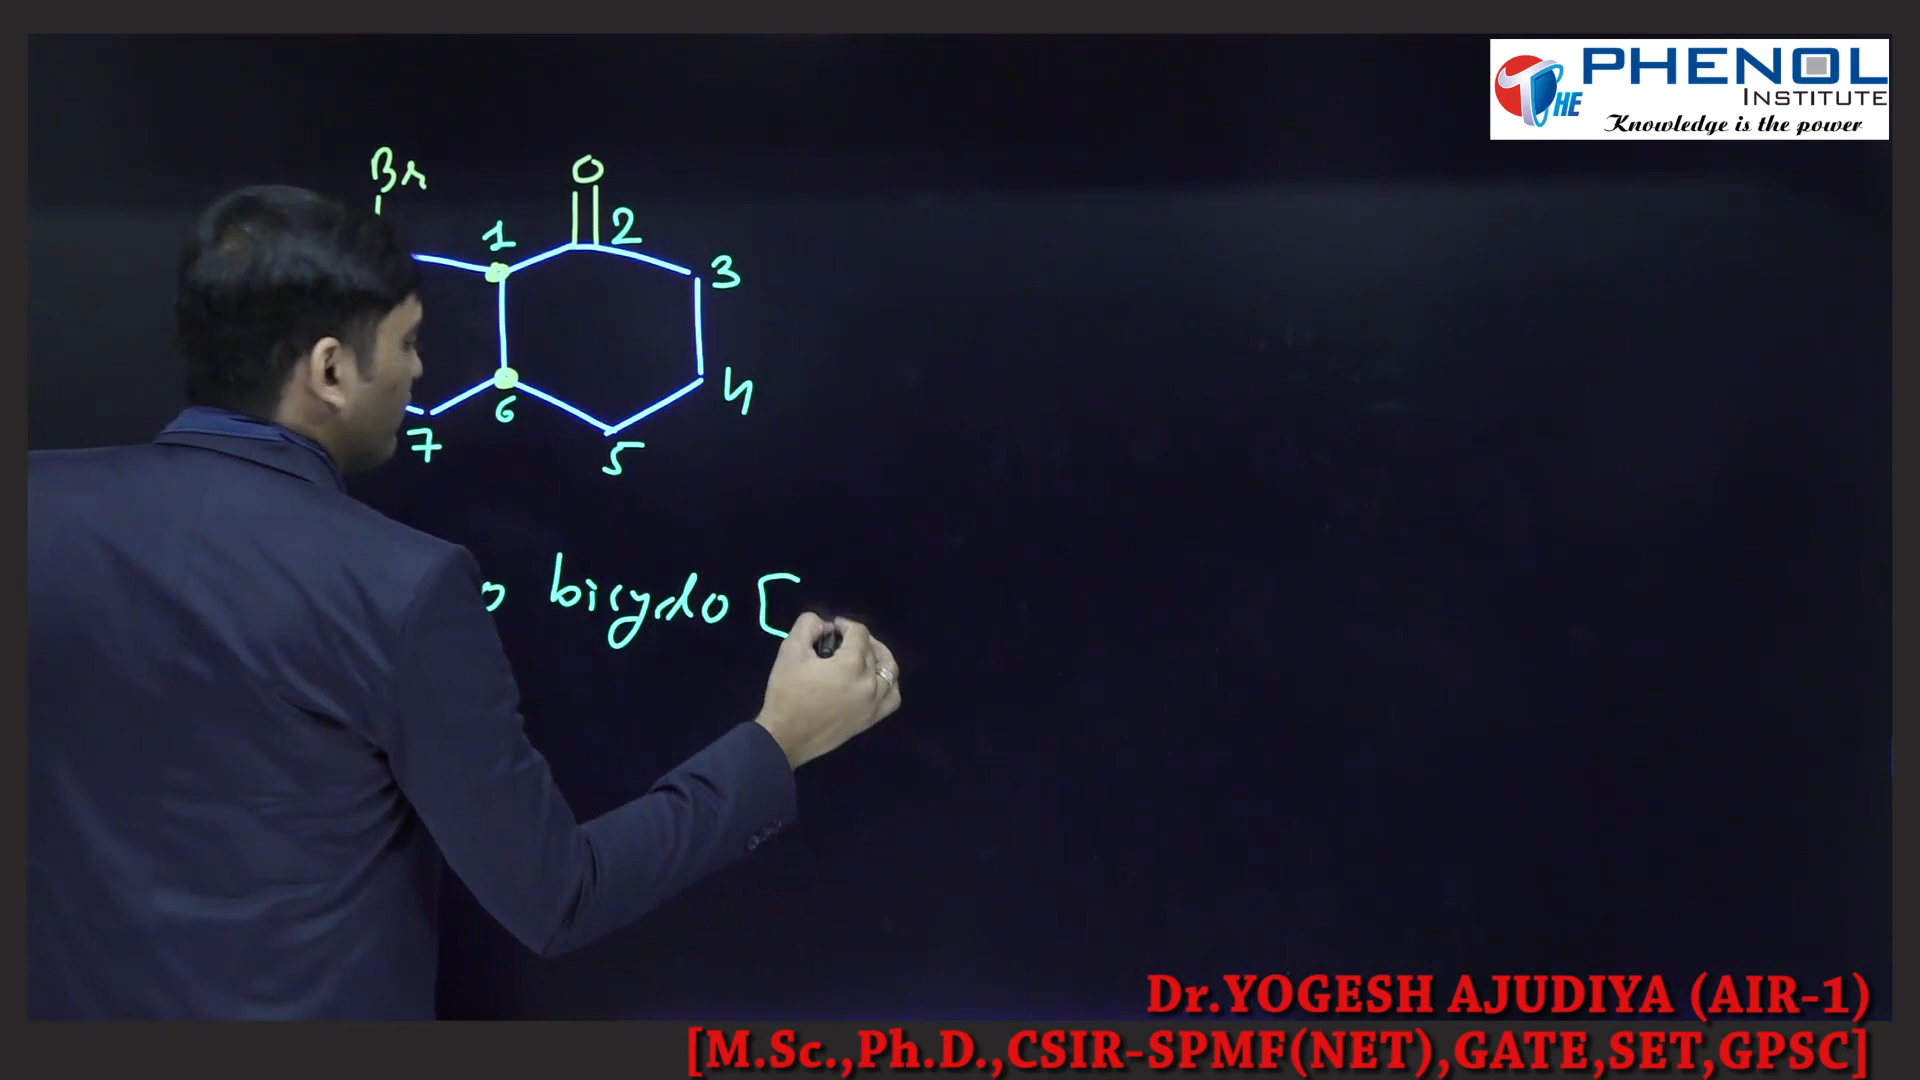 THE PHENOL
INSTITUTE
Knowledge is the power
Br
O
1
2
3
4
5
6
7
o bicyclo [
Dr.YOGESH AJUDIYA (AIR-1)
[M.Sc.,Ph.D.,CSIR-SPMF(NET),GATE,SET,GPSC]